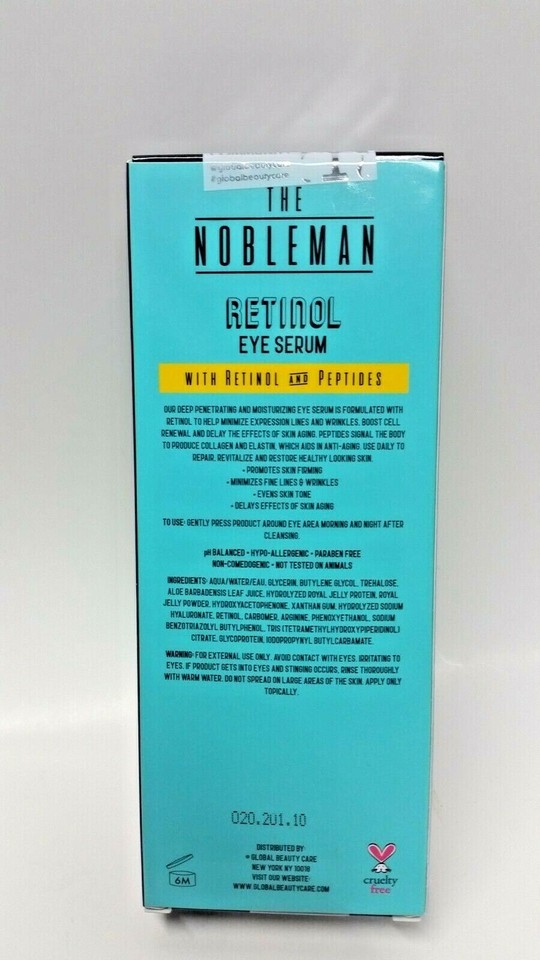 #globalbeautycare
THE
NOBLEMAN
RETINOL
EYE SERUM
WITH RETINOL AND PEPTIDES
OUR DEEP PENETRATING AND MOISTURIZING EYE SERUM IS FORMULATED WITH
RETINOL TO HELP MINIMIZE EXPRESSION LINES AND WRINKLES, BOOST CELL
RENEWAL AND DELAY THE EFFECTS OF SKIN AGING. PEPTIDES SIGNAL THE BODY
TO PRODUCE COLLAGEN AND ELASTIN, WHICH AIDS IN ANTI-AGING. USE DAILY TO
REPAIR, REVITALIZE AND RESTORE HEALTHY LOOKING SKIN.
- PROMOTES SKIN FIRMING
- MINIMIZES FINE LINES & WRINKLES
- EVENS SKIN TONE
- DELAYS EFFECTS OF SKIN AGING
TO USE: GENTLY PRESS PRODUCT AROUND EYE AREA MORNING AND NIGHT AFTER
CLEANSING.
pH BALANCED • HYPO-ALLERGENIC • PARABEN FREE
NON-COMEDOGENIC • NOT TESTED ON ANIMALS
INGREDIENTS: AQUA/WATER/EAU, GLYCERIN, BUTYLENE GLYCOL, TREHALOSE,
ALOE BARBADENSIS LEAF JUICE, HYDROLYZED ROYAL JELLY PROTEIN, ROYAL
JELLY POWDER, HYDROXYACETOPHENONE, XANTHAN GUM, HYDROLYZED SODIUM
HYALURONATE, RETINOL, CARBOMER, ARGININE, PHENOXYETHANOL, SODIUM
BENZOTRIAZOLYL BUTYLPHENOL, TRIS (TETRAMETHYLHYDROXYPIPERIDINOL)
CITRATE, GLYCOPROTEIN, IODOPROPYNYL BUTYLCARBAMATE.
WARNING: FOR EXTERNAL USE ONLY. AVOID CONTACT WITH EYES. IRRITATING TO
EYES. IF PRODUCT GETS INTO EYES AND STINGING OCCURS, RINSE THOROUGHLY
WITH WARM WATER. DO NOT SPREAD ON LARGE AREAS OF THE SKIN. APPLY ONLY
TOPICALLY.
020.201.10
DISTRIBUTED BY:
© GLOBAL BEAUTY CARE
NEW YORK NY 10018
VISIT OUR WEBSITE:
WWW.GLOBALBEAUTYCARE.COM
6M
cruelty
free